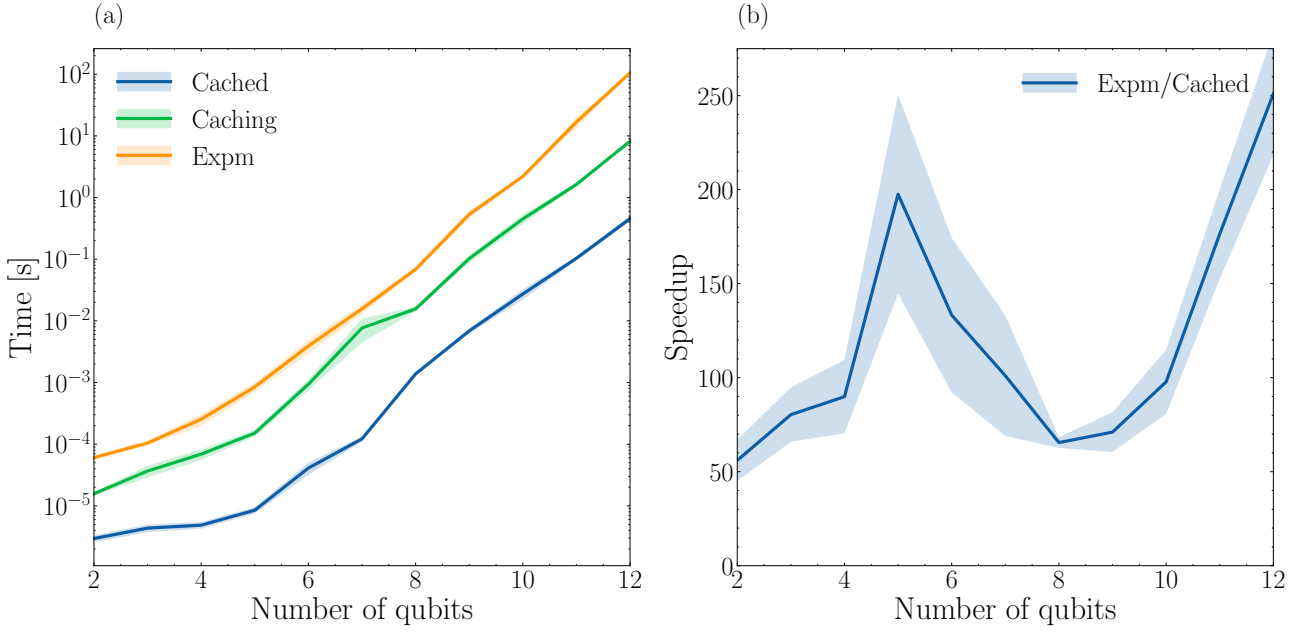 (a)
10^2
10^1
10^0
10^-1
10^-2
10^-3
10^-4
10^-5
Time [s]
Cached
Caching
Expm
2 4 6 8 10 12
Number of qubits
(b)
250
200
150
100
50
0
Speedup
Expm/Cached
2 4 6 8 10 12
Number of qubits